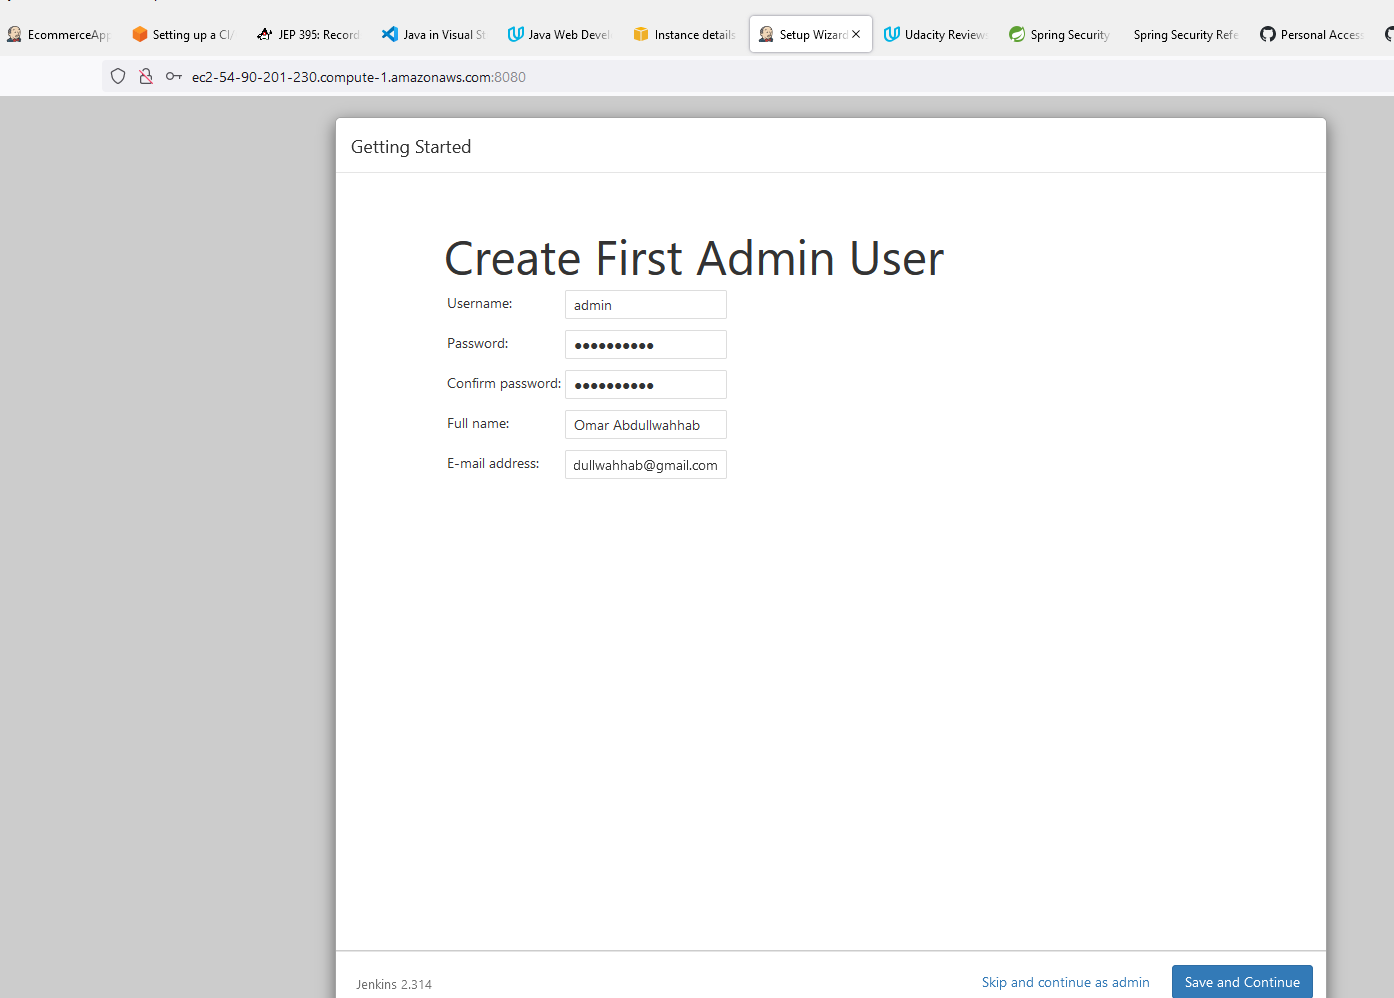 EcommerceApp Setting up a CI/ JEP 395: Record Java in Visual St Java Web Devel Instance details Setup Wizard Udacity Reviews Spring Security Spring Security Refe Personal Access
ec2-54-90-201-230.compute-1.amazonaws.com:8080
Getting Started
Create First Admin User
Username: admin
Password: ●●●●●●●●●●
Confirm password: ●●●●●●●●●●
Full name: Omar Abdullwahhab
E-mail address: dullwahhab@gmail.com
Jenkins 2.314 Skip and continue as admin Save and Continue